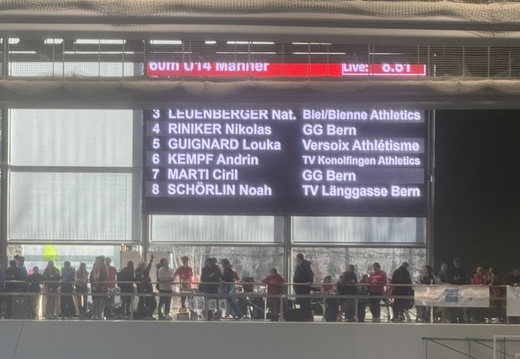 60m U14 Männer Live: 8.51
3 LEUENBERGER Nat. Biel/Bienne Athletics
4 RINIKER Nikolas GG Bern
5 GUIGNARD Louka Versoix Athlétisme
6 KEMPF Andrin TV Konolfingen Athletics
7 MARTI Ciril GG Bern
8 SCHÖRLIN Noah TV Länggasse Bern